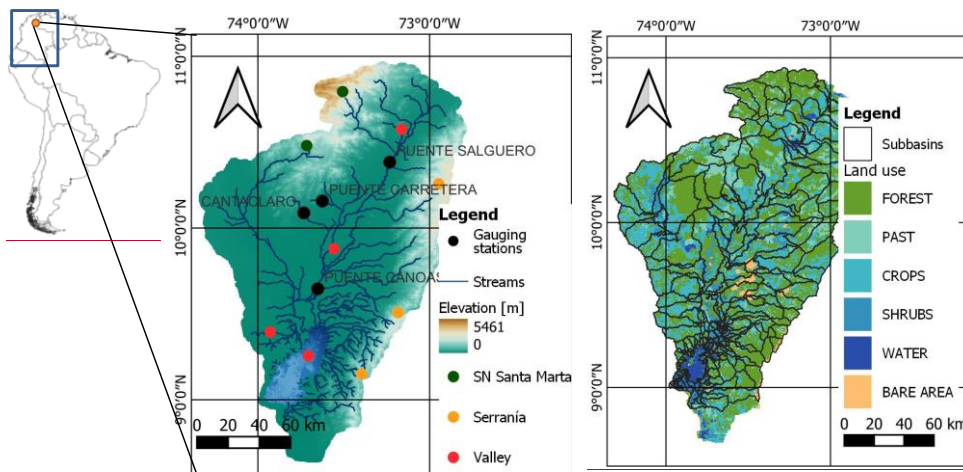 74°0'0"N
73°0'0"N
11°0'0"N
10°0'0"N
9°0'0"N
PUENTE SALGUERO
PUENTE CARRETERA
CANTACLARO
PUENTE CANOAS
Legend
Gauging
stations
Streams
Elevation [m]
5461
0
SN Santa Marta
Serranía
Valley
0 20 40 60 km
74°0'0"N
73°0'0"N
11°0'0"N
10°0'0"N
9°0'0"N
Legend
Subbasins
Land use
FOREST
PAST
CROPS
SHRUBS
WATER
BARE AREA
0 20 40 60 km